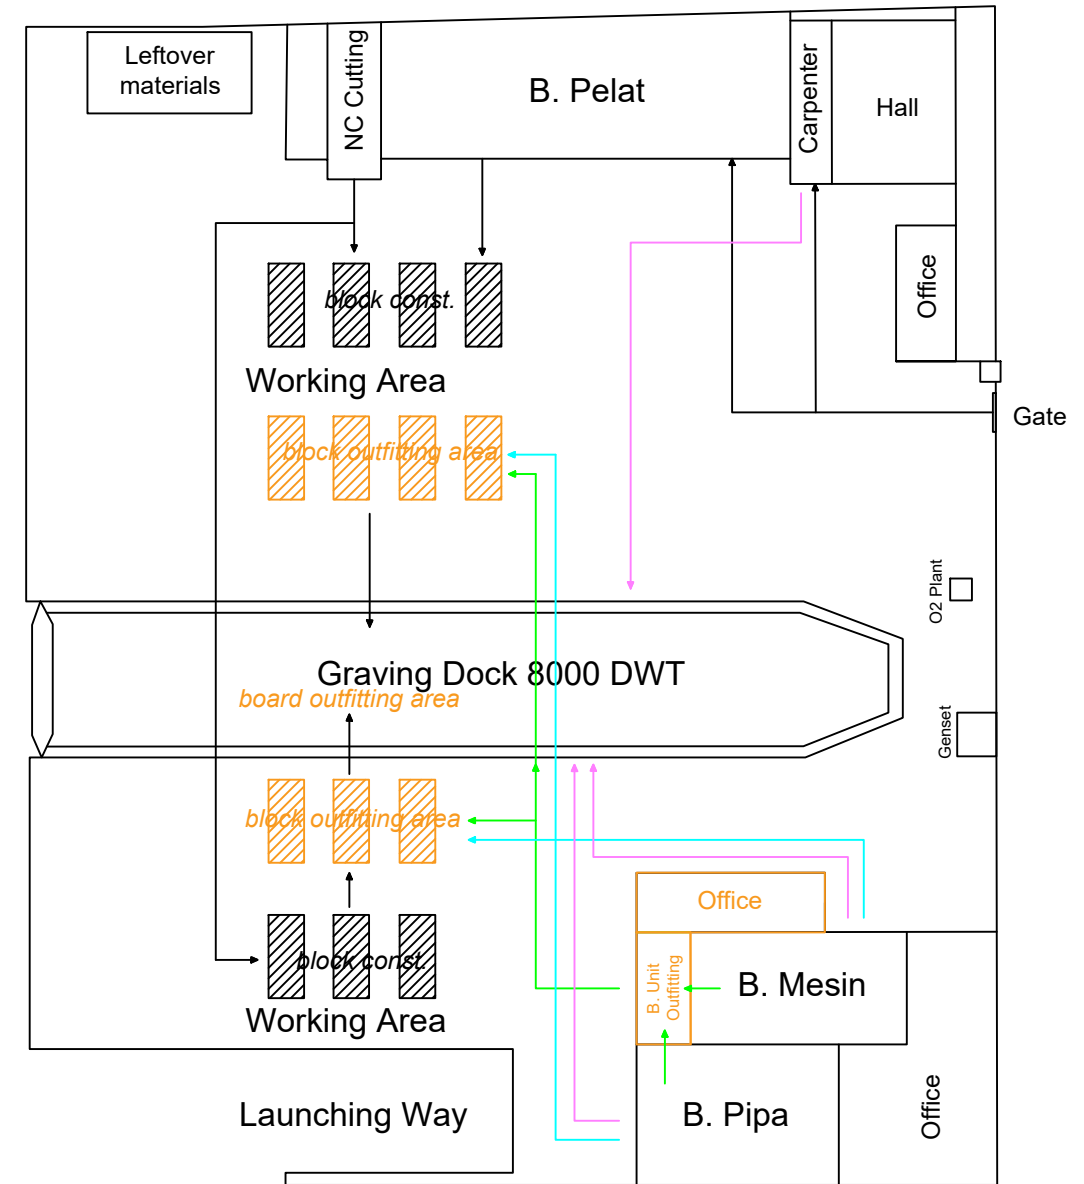 Leftover
materials
NC Cutting
B. Pelat
Carpenter
Hall
Office
block const.
Working Area
Gate
block outfitting area
O2 Plant
Graving Dock 8000 DWT
board outfitting area
Genset
block outfitting area
Office
block const.
B. Unit
Outfitting
B. Mesin
Working Area
Launching Way
B. Pipa
Office